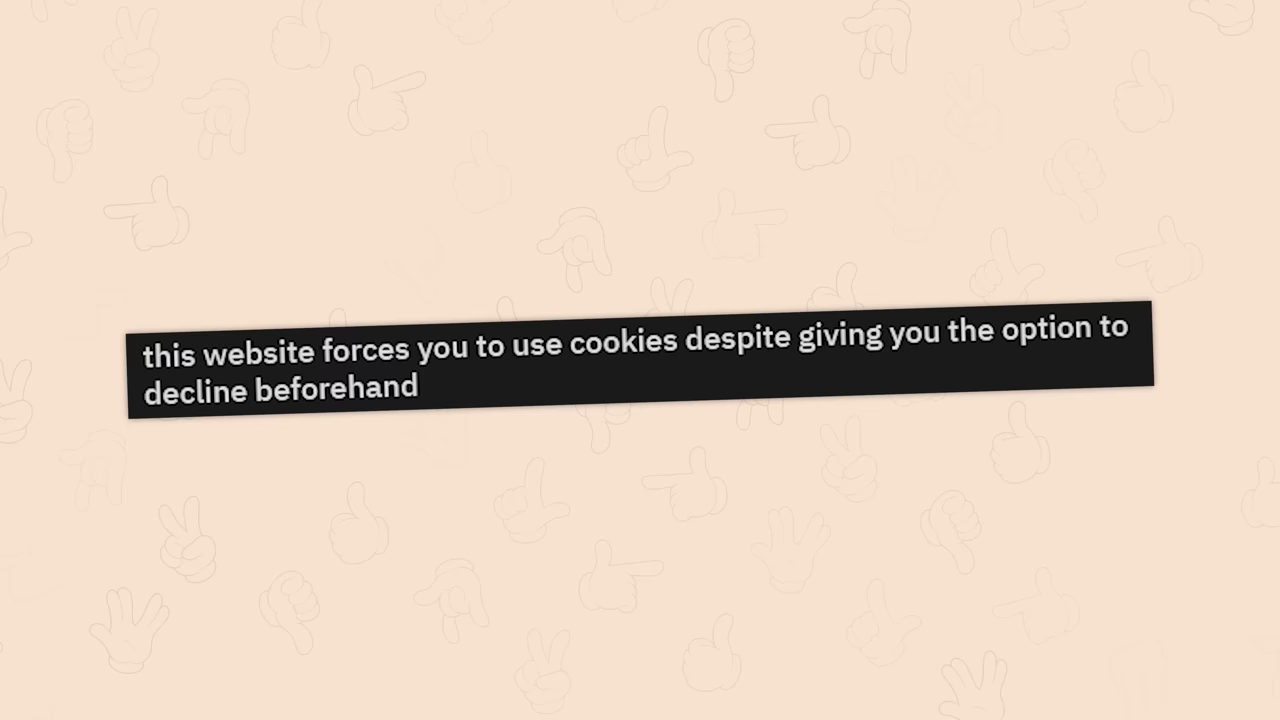 this website forces you to use cookies despite giving you the option to
decline beforehand